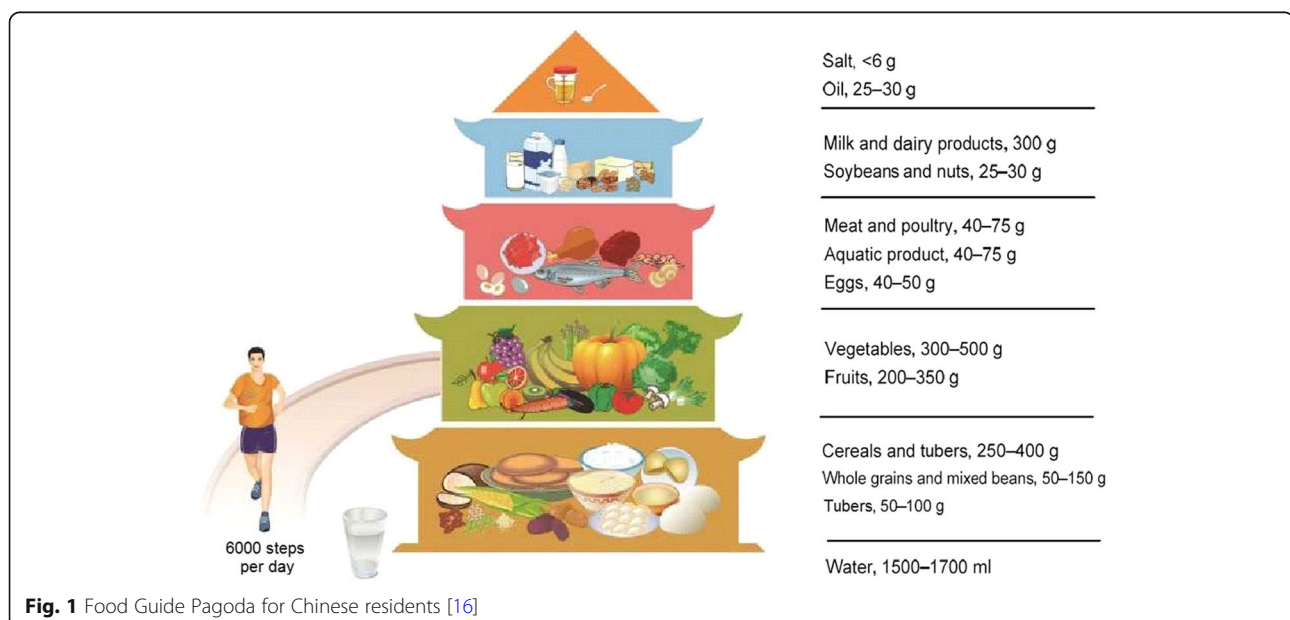 Salt, <6 g
Oil, 25–30 g
Milk and dairy products, 300 g
Soybeans and nuts, 25–30 g
Meat and poultry, 40–75 g
Aquatic product, 40–75 g
Eggs, 40–50 g
Vegetables, 300–500 g
Fruits, 200–350 g
Cereals and tubers, 250–400 g
Whole grains and mixed beans, 50–150 g
Tubers, 50–100 g
Water, 1500–1700 ml
6000 steps
per day
Fig. 1 Food Guide Pagoda for Chinese residents [16]